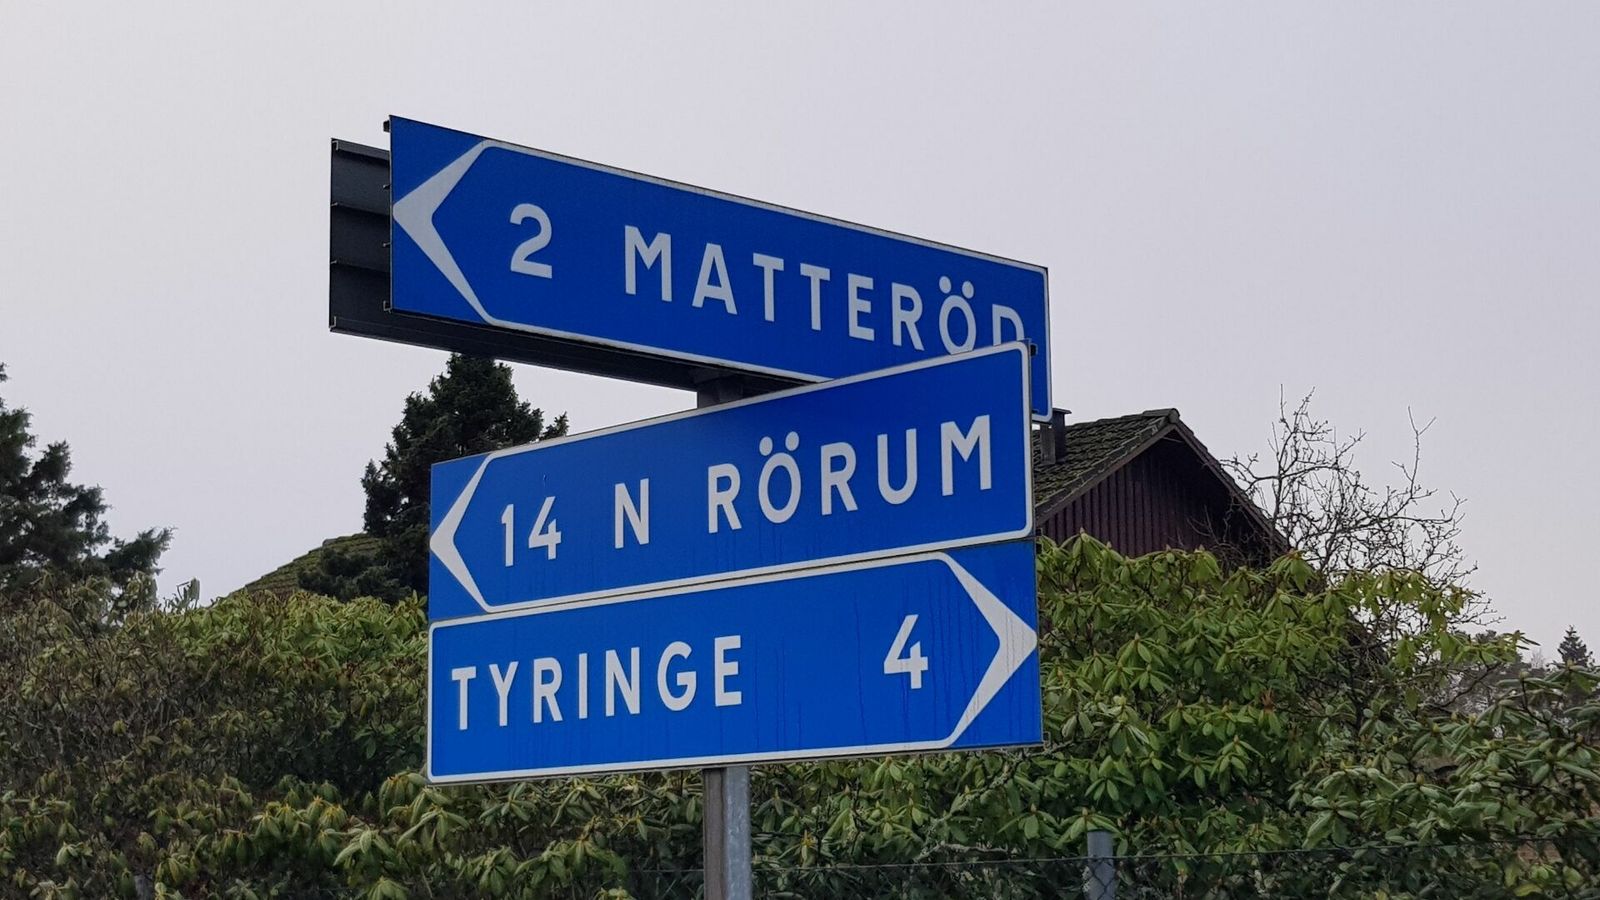 2 MATTERÖD
14 N RÖRUM
TYRINGE 4